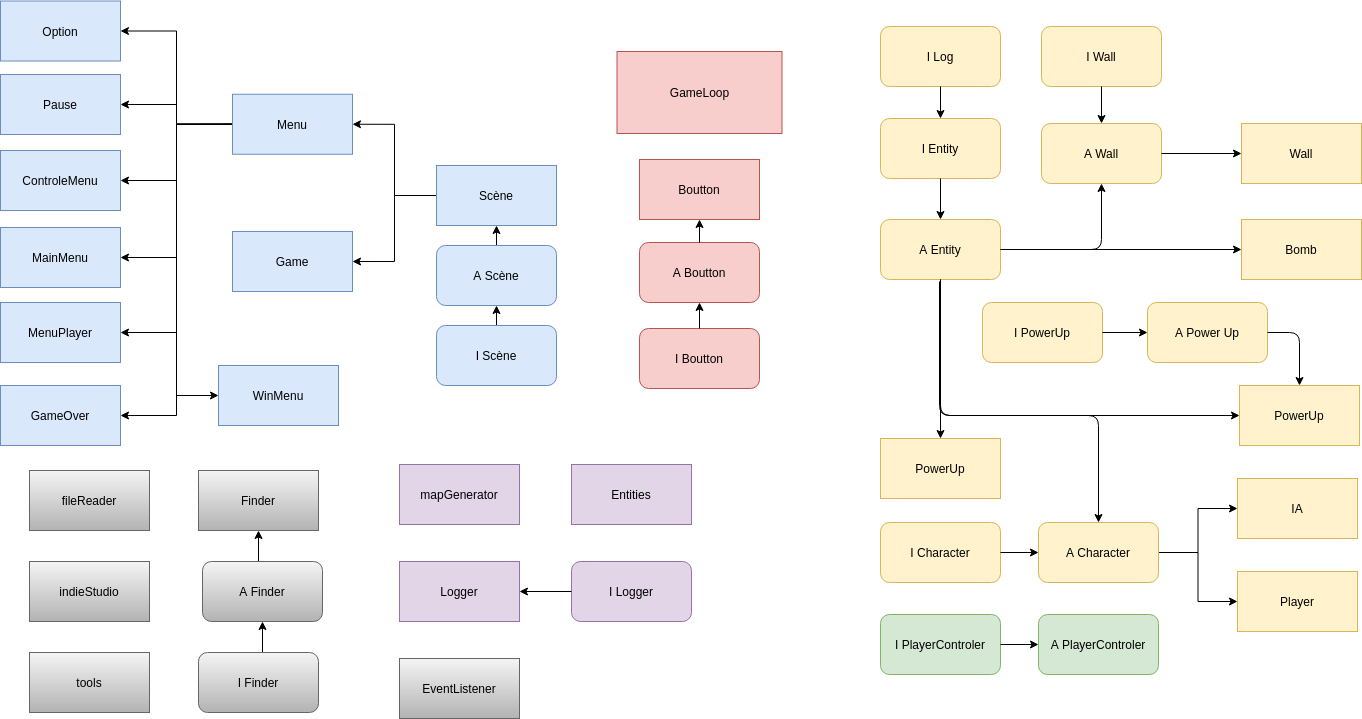 Option
Pause
ControleMenu
MainMenu
MenuPlayer
GameOver
Menu
Game
WinMenu
Scène
A Scène
I Scène
GameLoop
Boutton
A Boutton
I Boutton
I Log
I Wall
I Entity
A Wall
Wall
A Entity
Bomb
I PowerUp
A Power Up
PowerUp
PowerUp
I Character
A Character
IA
Player
I PlayerControler
A PlayerControler
fileReader
Finder
mapGenerator
Entities
indieStudio
A Finder
Logger
I Logger
tools
I Finder
EventListener